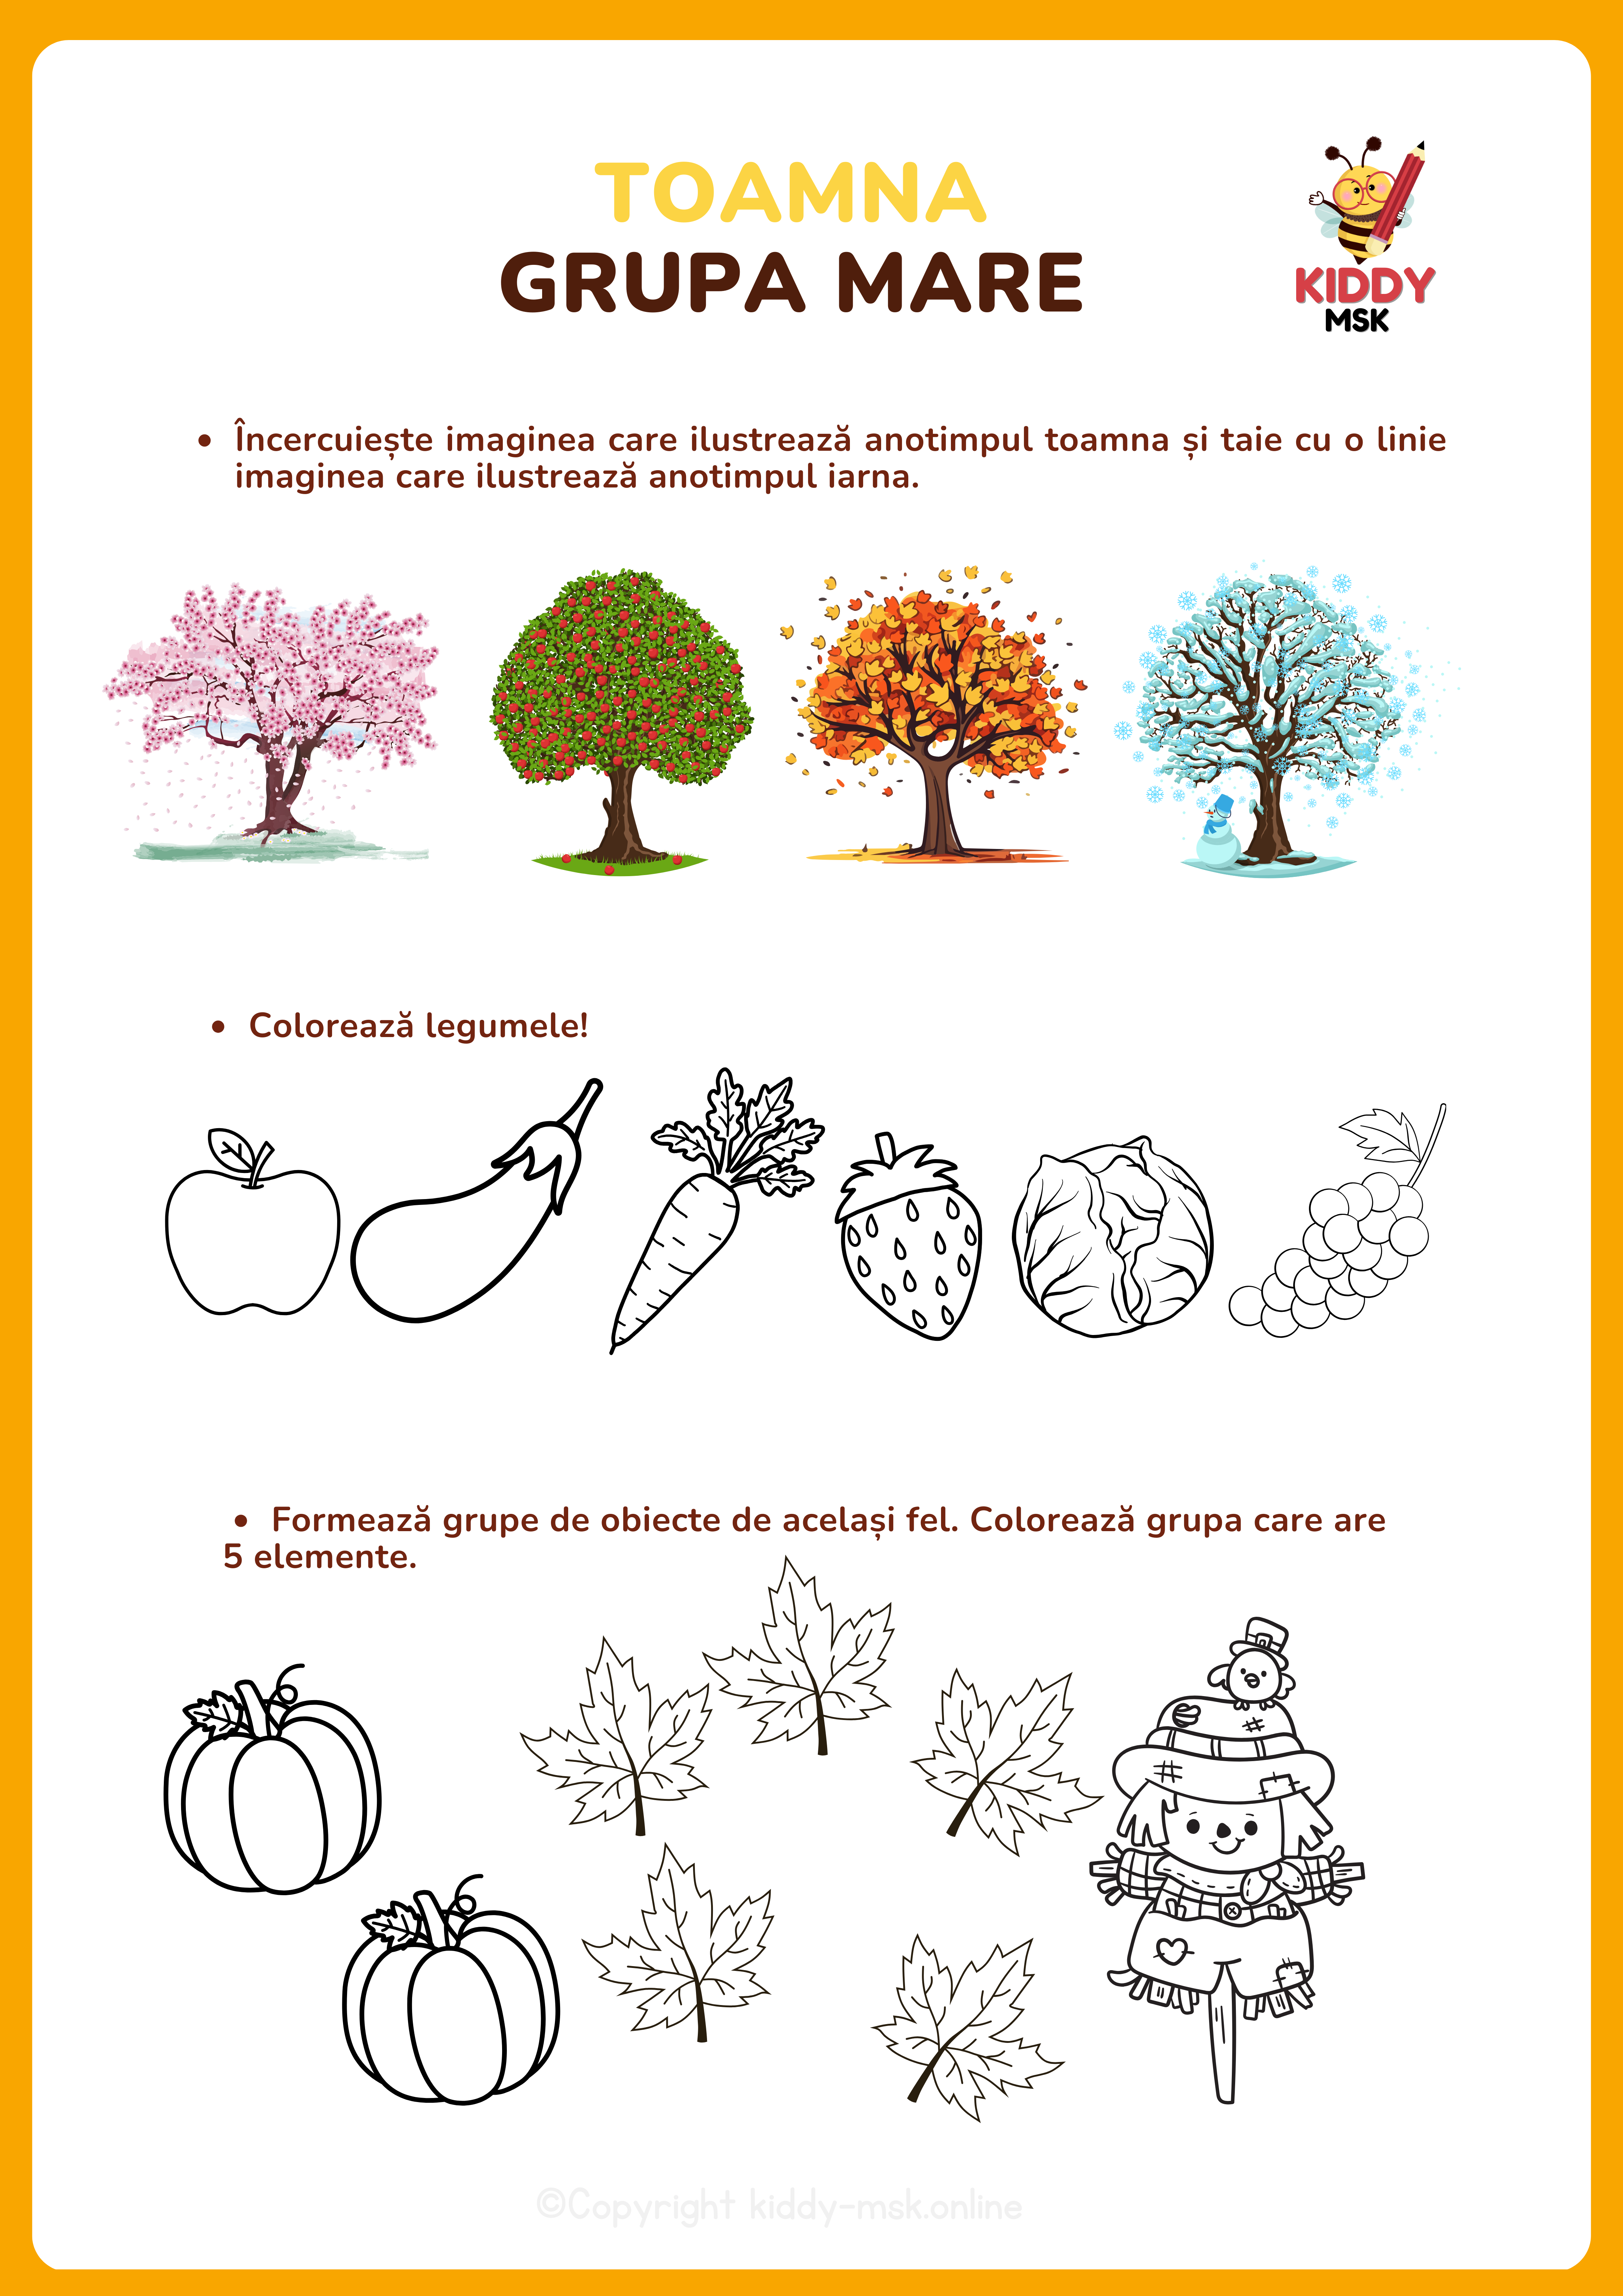 TOAMNA
GRUPA MARE
KIDDY
MSK
• Încercuiește imaginea care ilustrează anotimpul toamna și taie cu o linie
imaginea care ilustrează anotimpul iarna.
• Colorează legumele!
• Formează grupe de obiecte de același fel. Colorează grupa care are
5 elemente.
©Copyright kiddy-msk.online